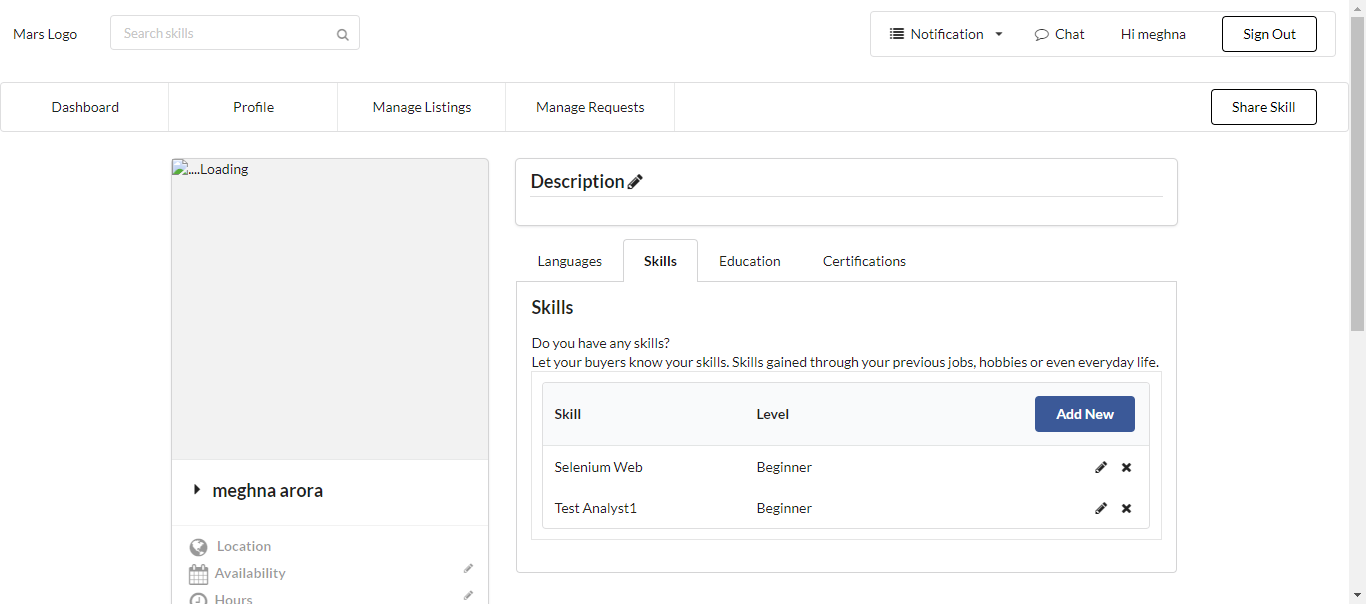 Mars Logo
Search skills
Notification
Chat
Hi meghna
Sign Out
Dashboard
Profile
Manage Listings
Manage Requests
Share Skill
....Loading
Description
Languages
Skills
Education
Certifications
Skills
Do you have any skills?
Let your buyers know your skills. Skills gained through your previous jobs, hobbies or even everyday life.
Skill
Level
Add New
Selenium Web
Beginner
Test Analyst1
Beginner
meghna arora
Location
Availability
Hours